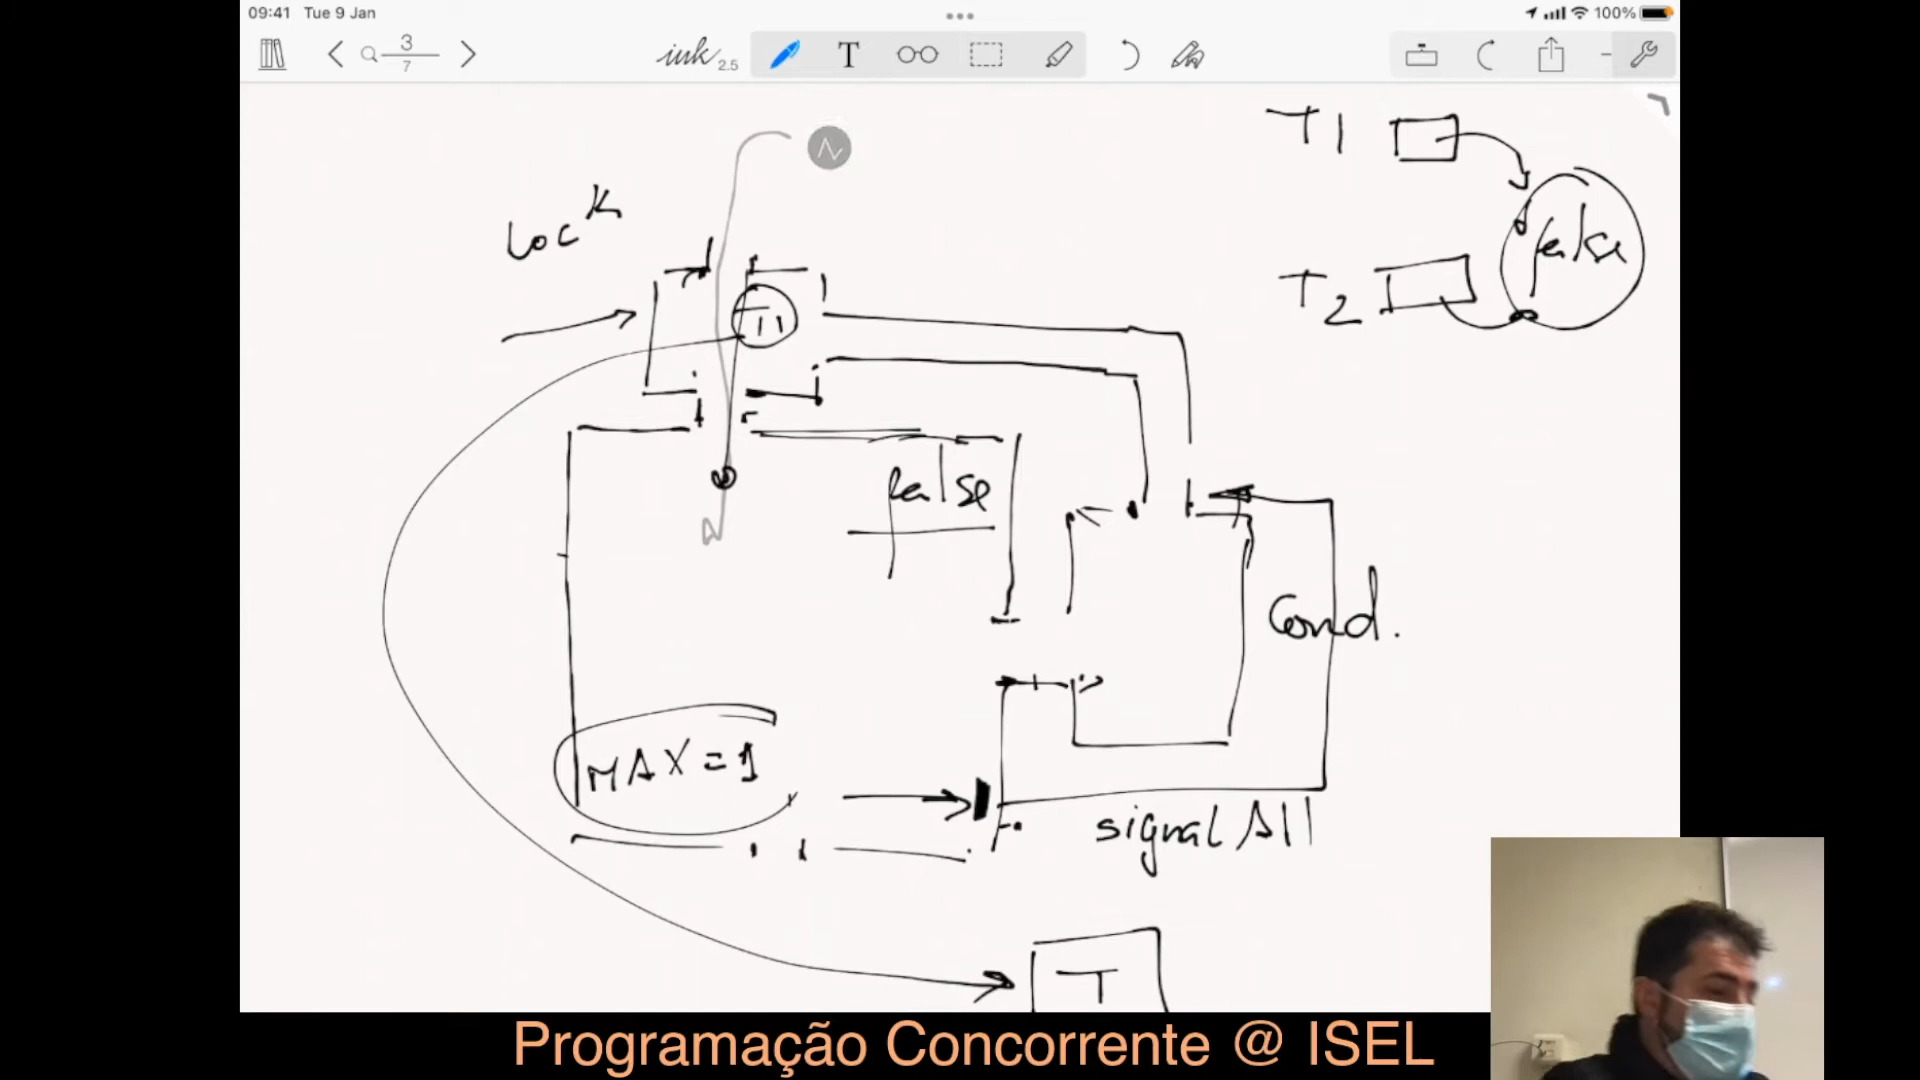 09:41 Tue 9 Jan
100%
3
7
ink 2.5
T
T1
false
Lock
T2
T1
false
Cond.
MAX=1
signal All
T
Programação Concorrente @ ISEL